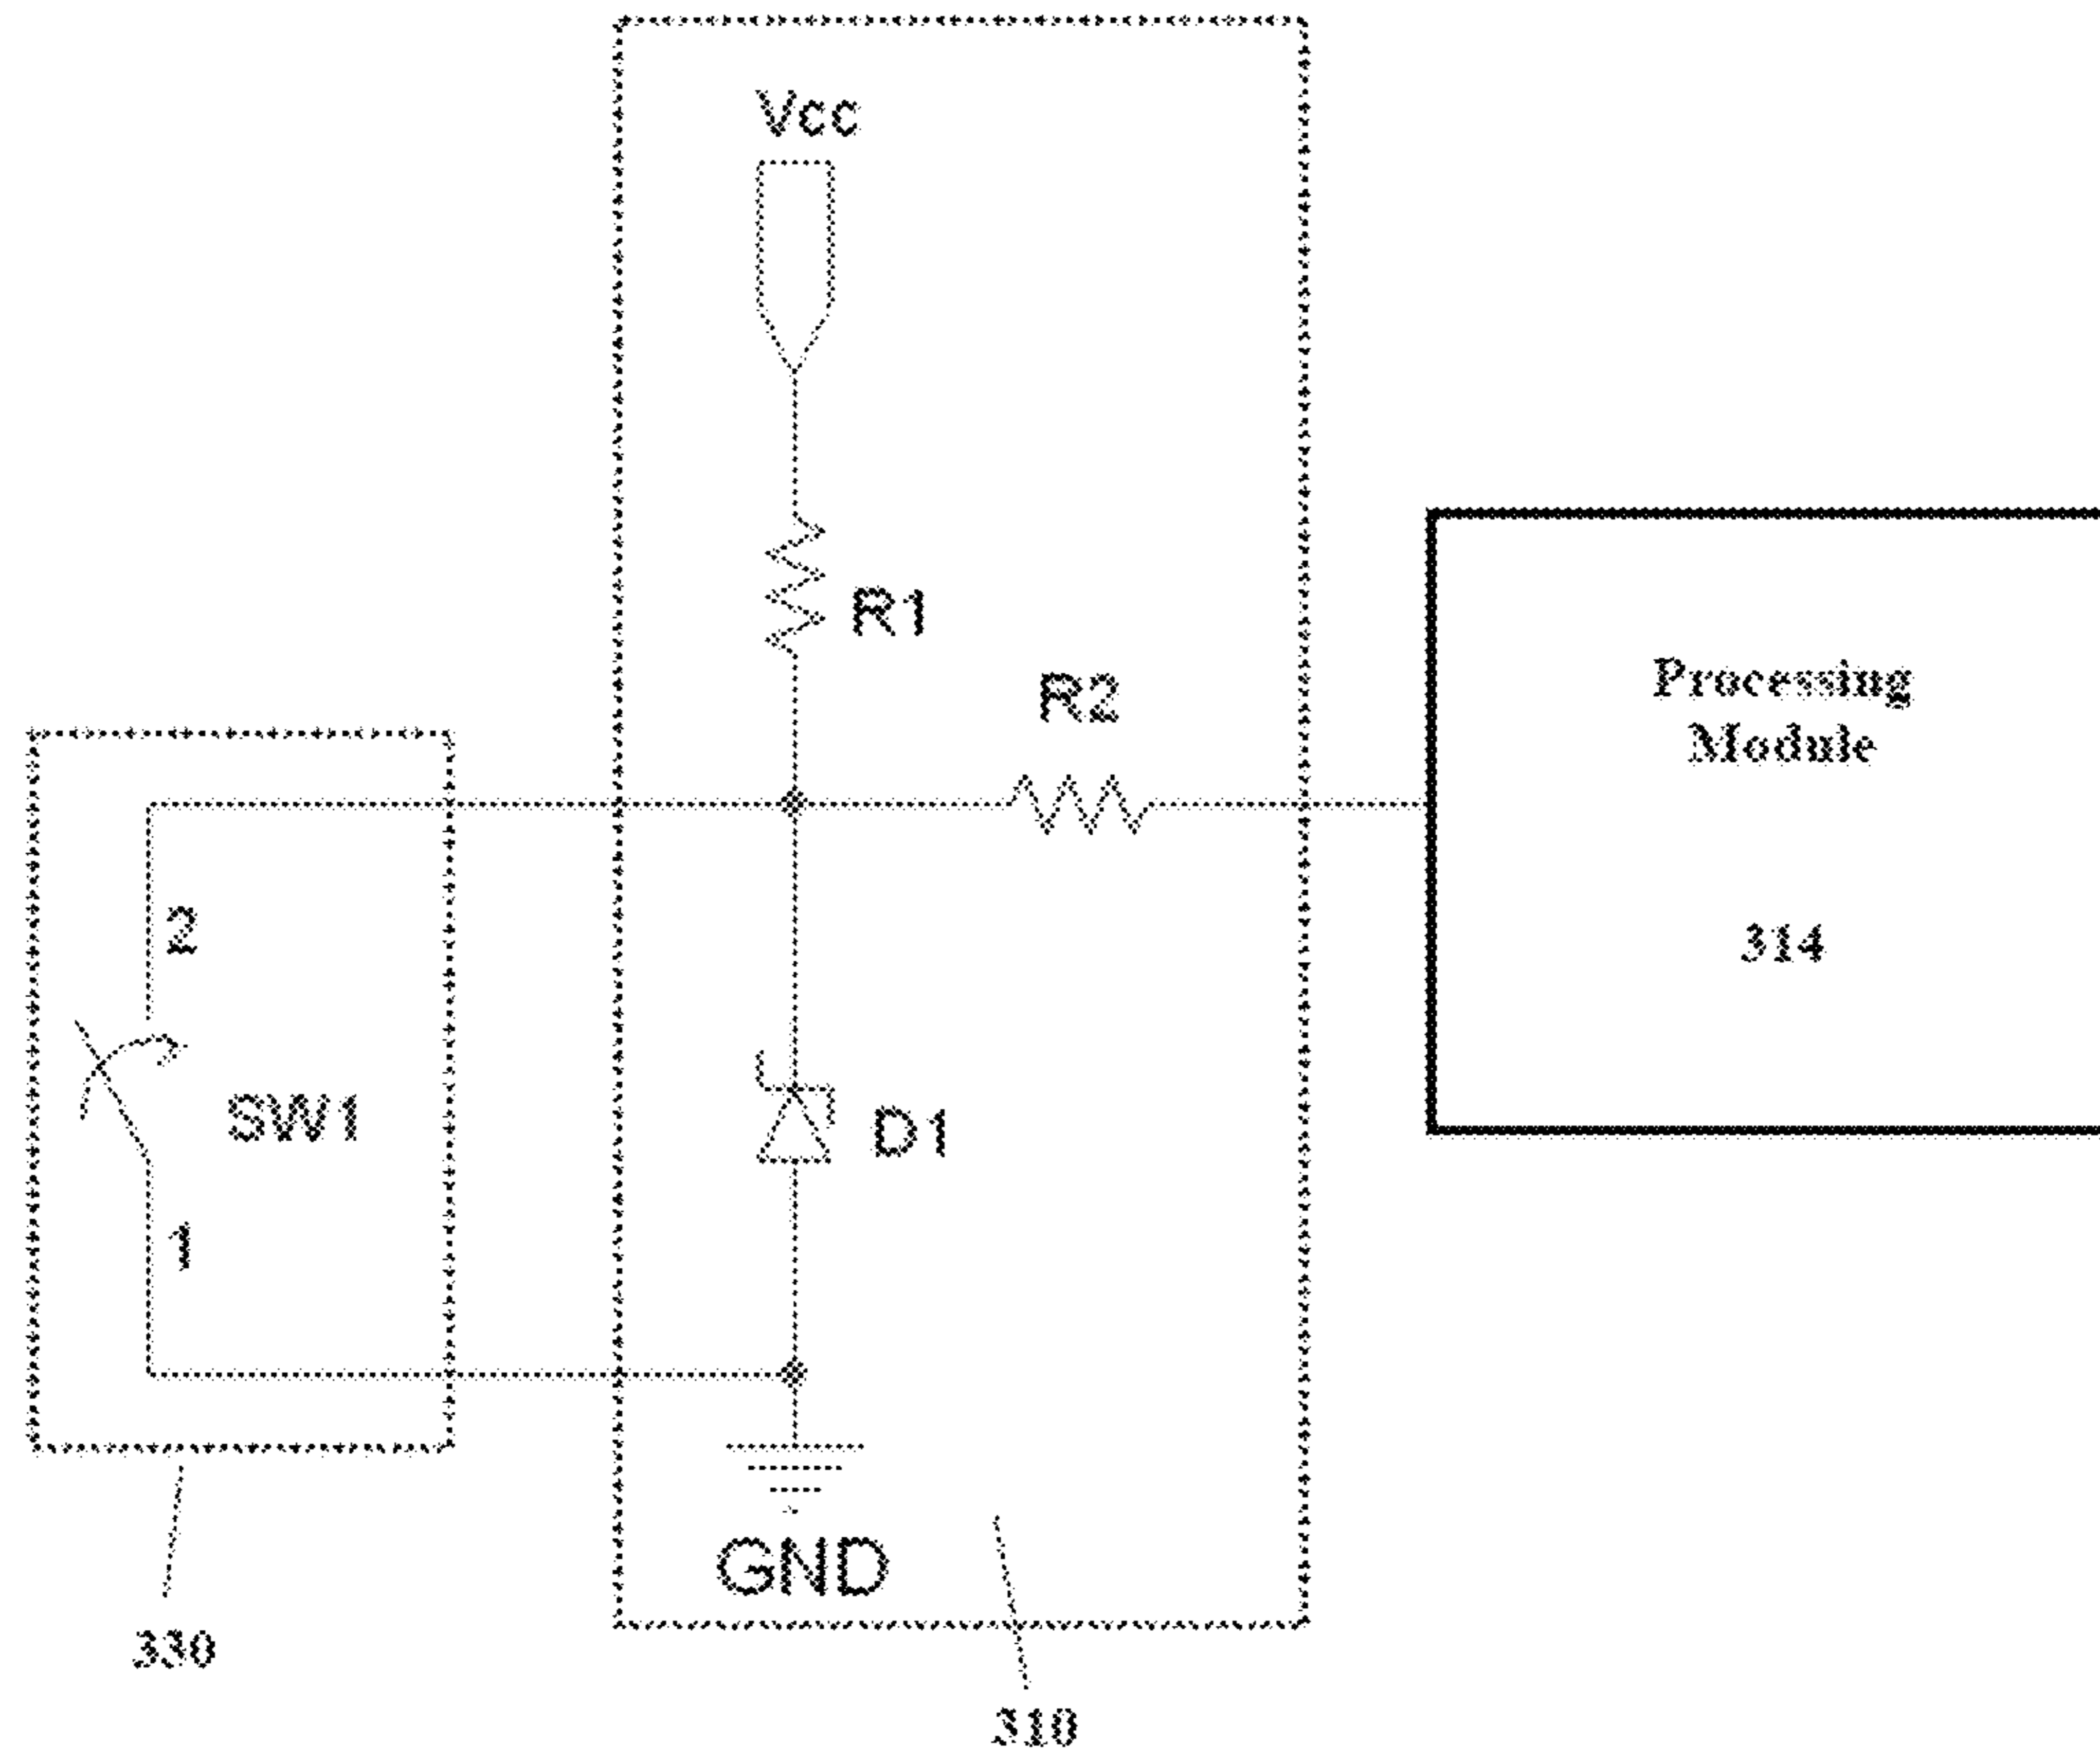 Vcc
R1
R2
Processing
Module
314
2
SW1
1
D1
GND
330
310